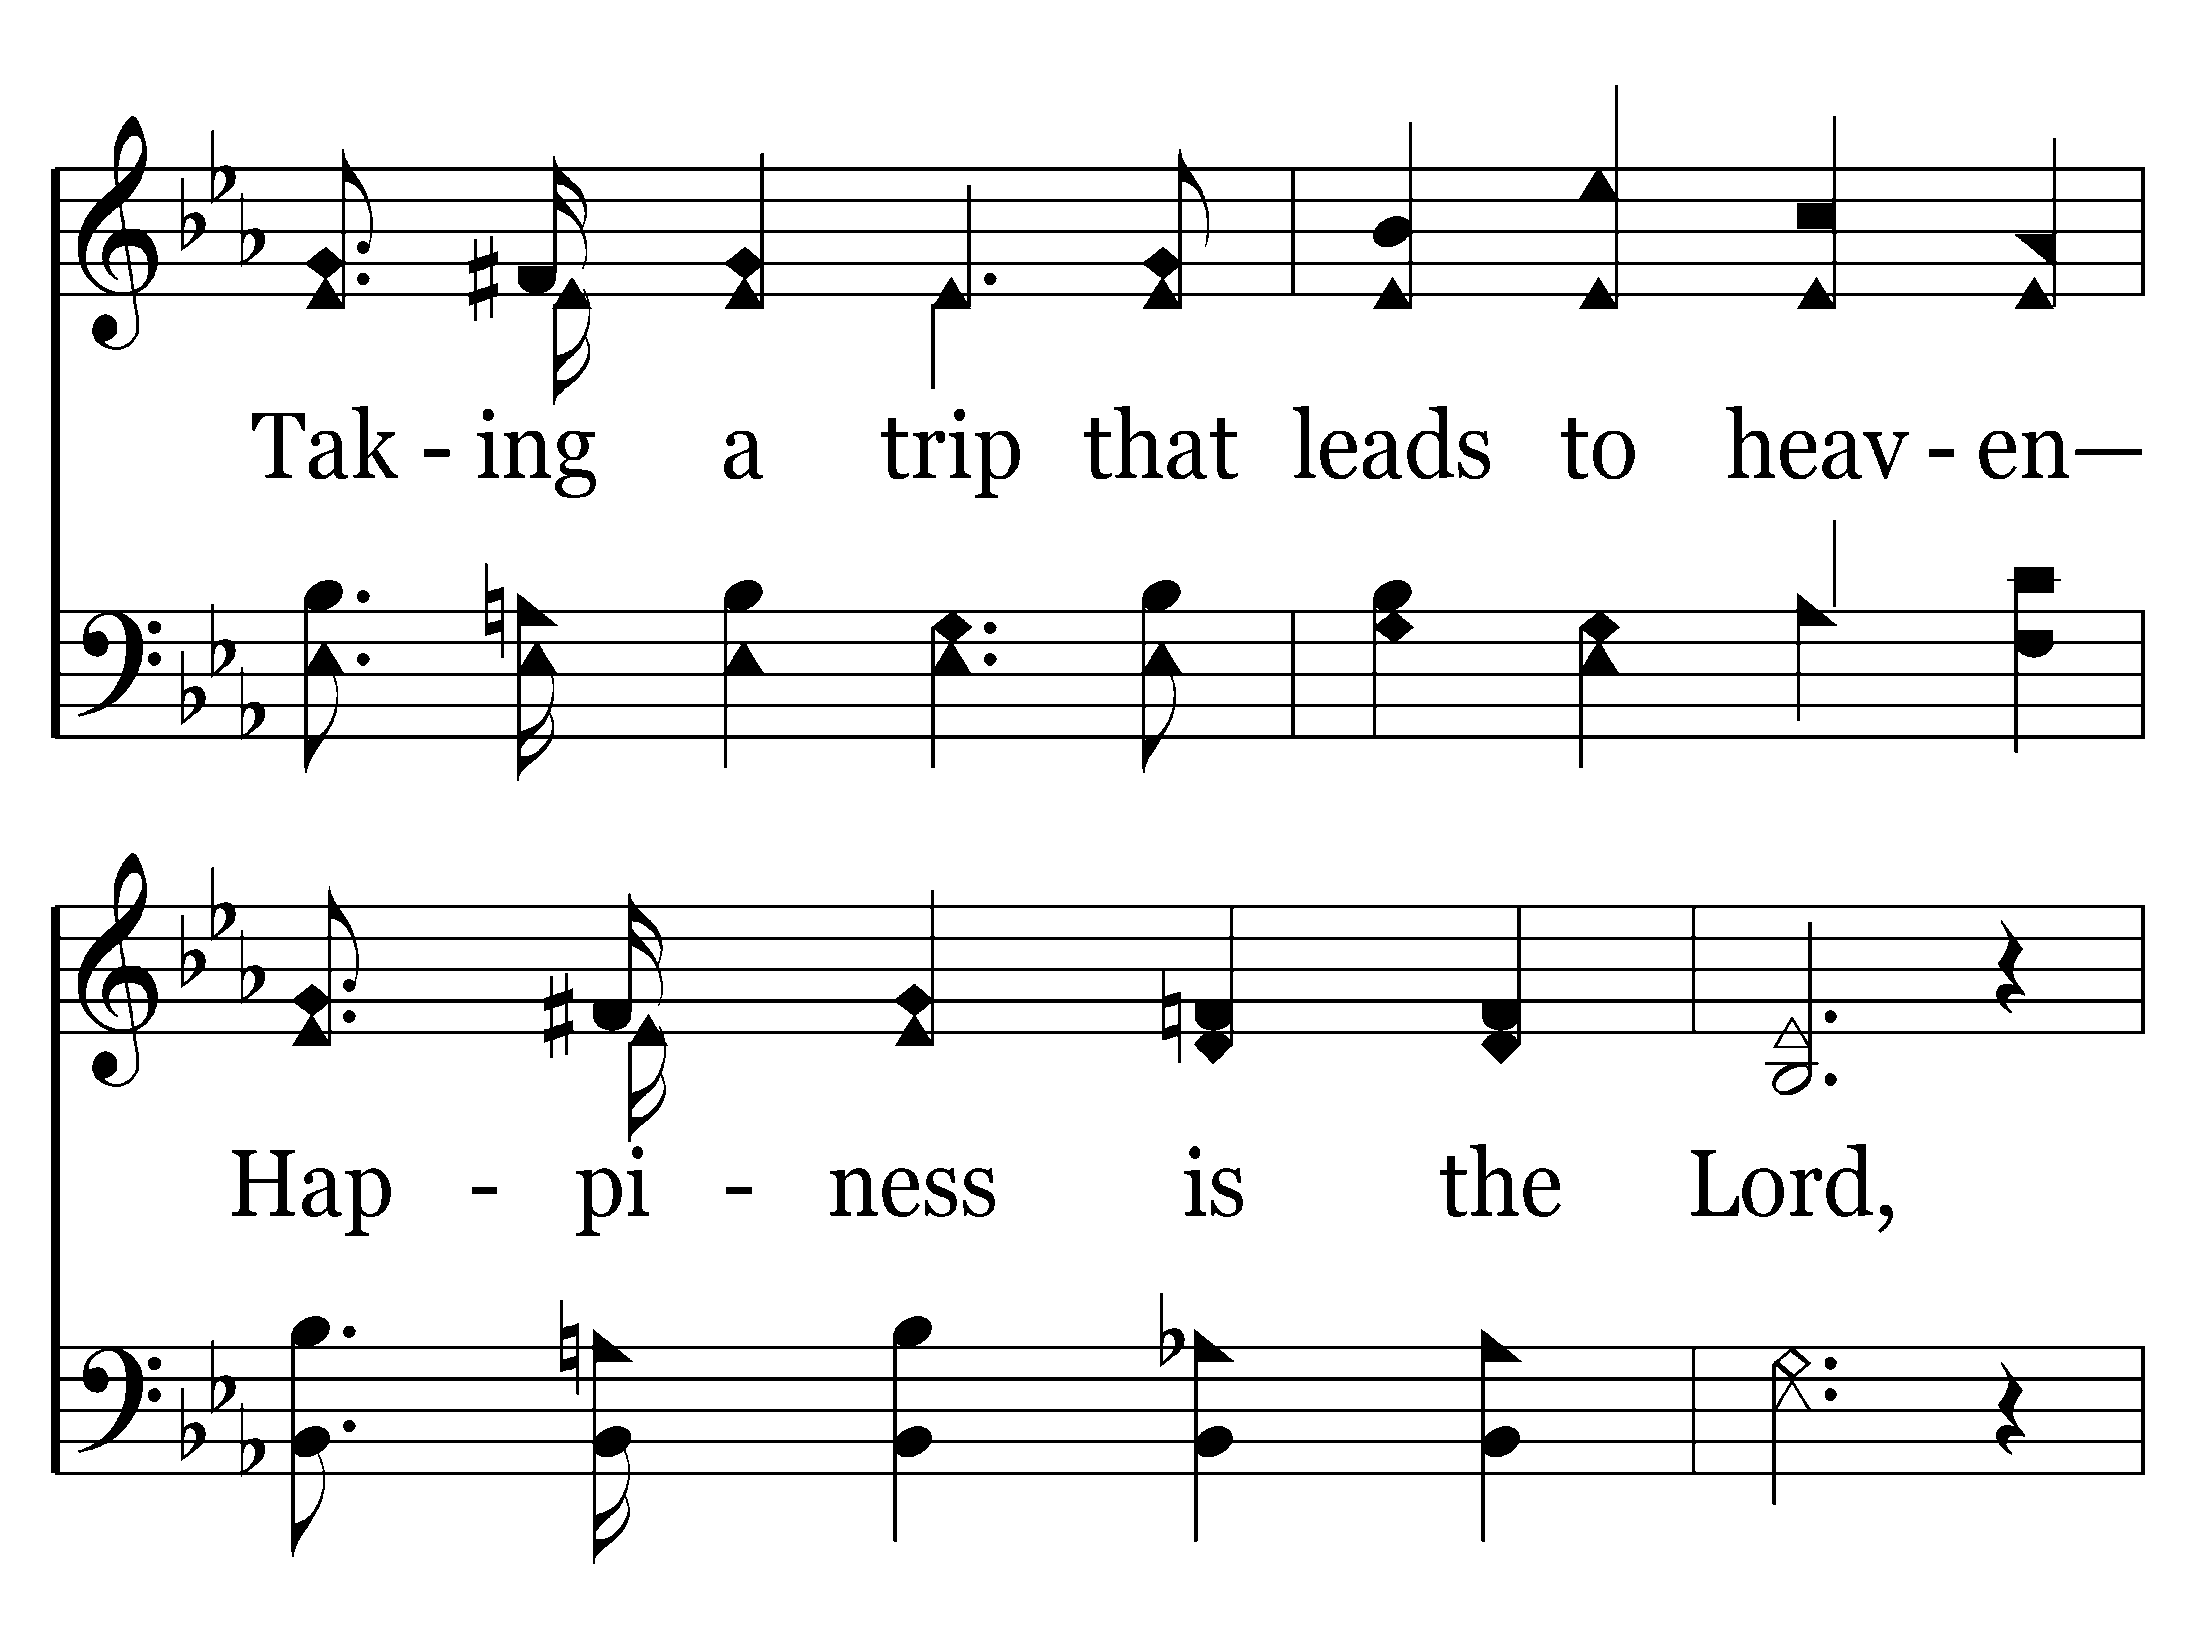 Tak - ing a trip that leads to heav - en—
Hap - pi - ness is the Lord,